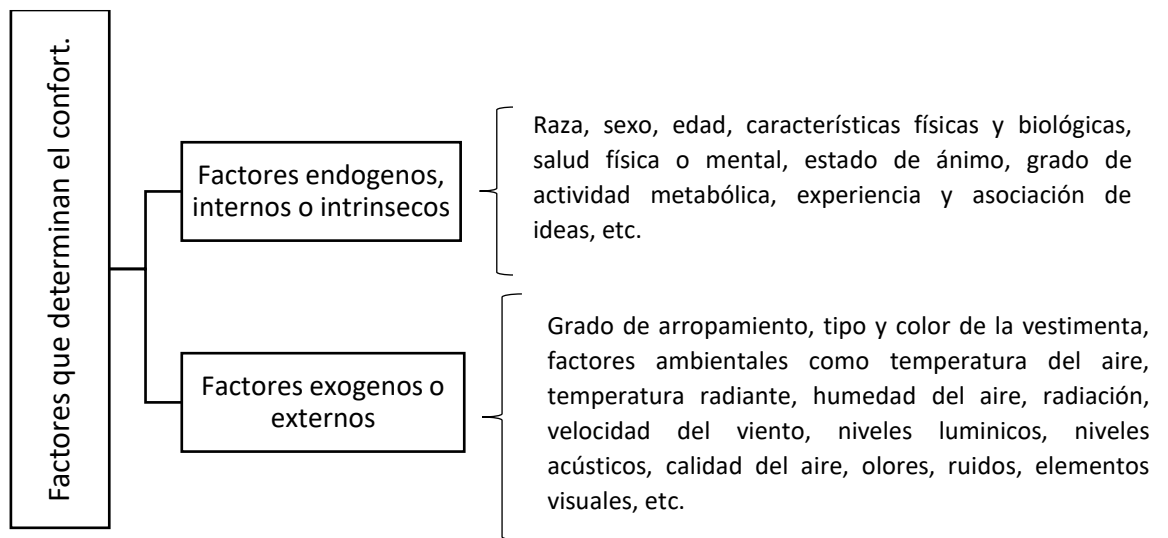 Factores que determinan el confort.
Factores endogenos,
internos o intrinsecos
Raza, sexo, edad, características físicas y biológicas,
salud física o mental, estado de ánimo, grado de
actividad metabólica, experiencia y asociación de
ideas, etc.
Factores exogenos o
externos
Grado de arropamiento, tipo y color de la vestimenta,
factores ambientales como temperatura del aire,
temperatura radiante, humedad del aire, radiación,
velocidad del viento, niveles luminicos, niveles
acústicos, calidad del aire, olores, ruidos, elementos
visuales, etc.